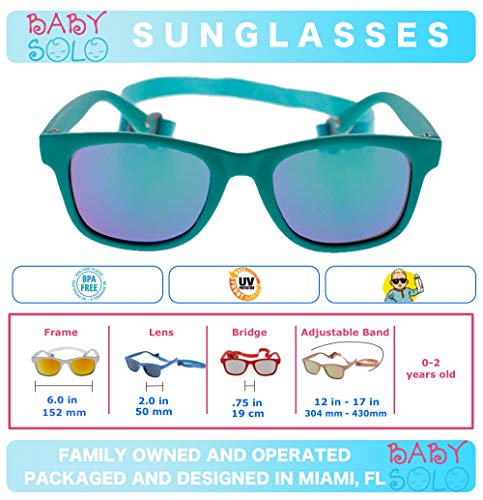 BABY
SOLO
SUNGLASSES
BPA
FREE
UV
PROTECTION
Frame
Lens
Bridge
Adjustable Band
6.0 in
152 mm
2.0 in
50 mm
.75 in
19 cm
12 in - 17 in
304 mm - 430mm
0-2
years old
FAMILY OWNED AND OPERATED
PACKAGED AND DESIGNED IN MIAMI, FL
BABY
SOLO